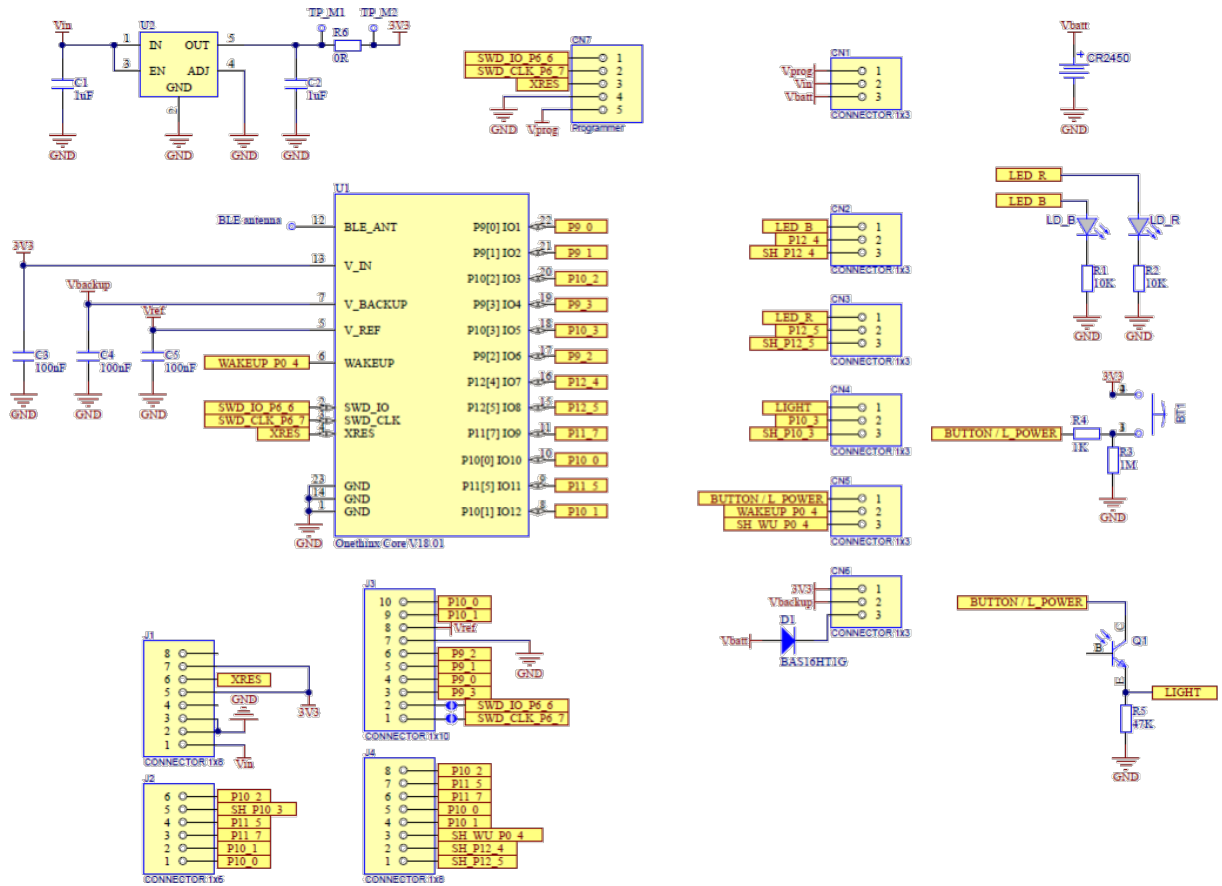 Vin
U2
TP_M1
TP_M2
3V3
R6
0R
1
IN
OUT
5
3
EN
ADJ
4
GND
2
C1
1uF
C2
1uF
GND
GND
GND
GND
CN7
SWD_IO_P6_6
1
SWD_CLK_P6_7
2
XRES
3
4
5
GND
Vprog
Programmer
CN1
Vprog
1
Vin
2
Vbatt
3
CONNECTOR 1x3
Vbatt
+
CR2450
GND
U1
BLE antenna
12
BLE_ANT
3V3
13
V_IN
Vbackup
7
V_BACKUP
Vref
5
V_REF
6
WAKEUP
WAKEUP_P0_4
C3
100nF
C4
100nF
C5
100nF
GND
GND
GND
SWD_IO_P6_6
2
SWD_IO
SWD_CLK_P6_7
SWD_CLK
XRES
XRES
23
GND
14
GND
1
GND
GND
P9[0] IO1
22
P9_0
P9[1] IO2
21
P9_1
P10[2] IO3
20
P10_2
P9[3] IO4
19
P9_3
P10[3] IO5
18
P10_3
P9[2] IO6
17
P9_2
P12[4] IO7
16
P12_4
P12[5] IO8
15
P12_5
P11[7] IO9
11
P11_7
P10[0] IO10
10
P10_0
P11[5] IO11
9
P11_5
P10[1] IO12
8
P10_1
Onethinx Core V18.01
CN2
LED_B
1
P12_4
2
SH_P12_4
3
CONNECTOR 1x3
CN3
LED_R
1
P12_5
2
SH_P12_5
3
CONNECTOR 1x3
CN4
LIGHT
1
P10_3
2
SH_P10_3
3
CONNECTOR 1x3
CN5
BUTTON / L_POWER
1
WAKEUP_P0_4
2
SH_WU_P0_4
3
CONNECTOR 1x3
CN6
3V3
1
Vbackup
2
3
CONNECTOR 1x3
D1
Vbatt
BAS16HT1G
LED_R
LED_B
LD_B
LD_R
R1
10K
R2
10K
GND
GND
3V3
4
3
BT1
BUTTON / L_POWER
R4
1K
R3
1M
GND
BUTTON / L_POWER
C
B
Q1
E
LIGHT
R5
47K
GND
J1
8
7
6
XRES
5
4
3
2
1
GND
3V3
Vin
CONNECTOR 1x8
J2
6
P10_2
5
SH_P10_3
4
P11_5
3
P11_7
2
P10_1
1
P10_0
CONNECTOR 1x6
J3
10
P10_0
9
P10_1
8
Vref
7
GND
6
P9_2
5
P9_1
4
P9_0
3
P9_3
2
SWD_IO_P6_6
1
SWD_CLK_P6_7
CONNECTOR 1x10
J4
8
P10_2
7
P11_5
6
P11_7
5
P10_0
4
P10_1
3
SH_WU_P0_4
2
SH_P12_4
1
SH_P12_5
CONNECTOR 1x8